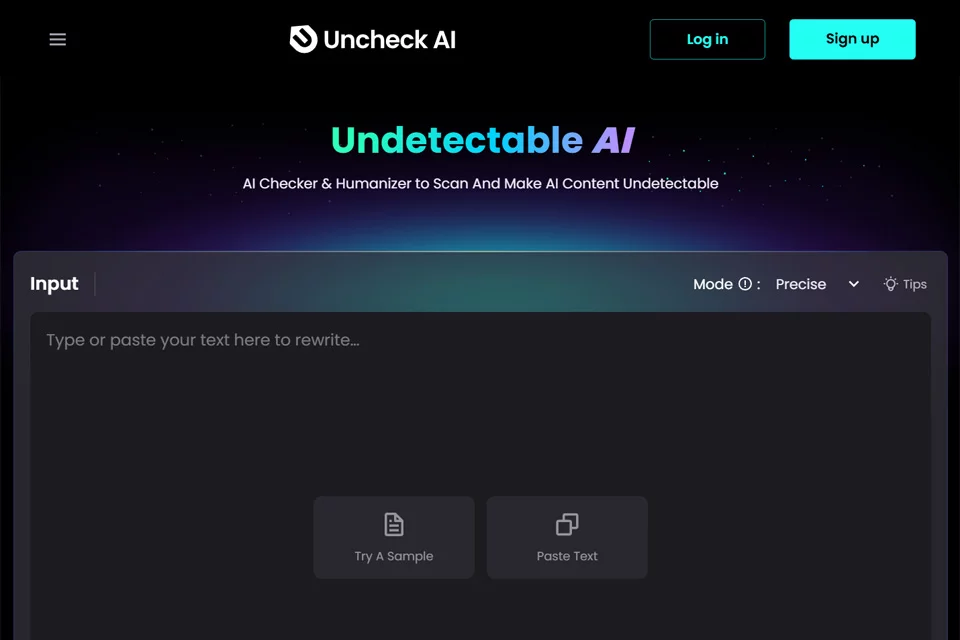 Uncheck AI
Log in
Sign up
Undetectable AI
AI Checker & Humanizer to Scan And Make AI Content Undetectable
Input
Mode : Precise
Tips
Type or paste your text here to rewrite...
Try A Sample
Paste Text